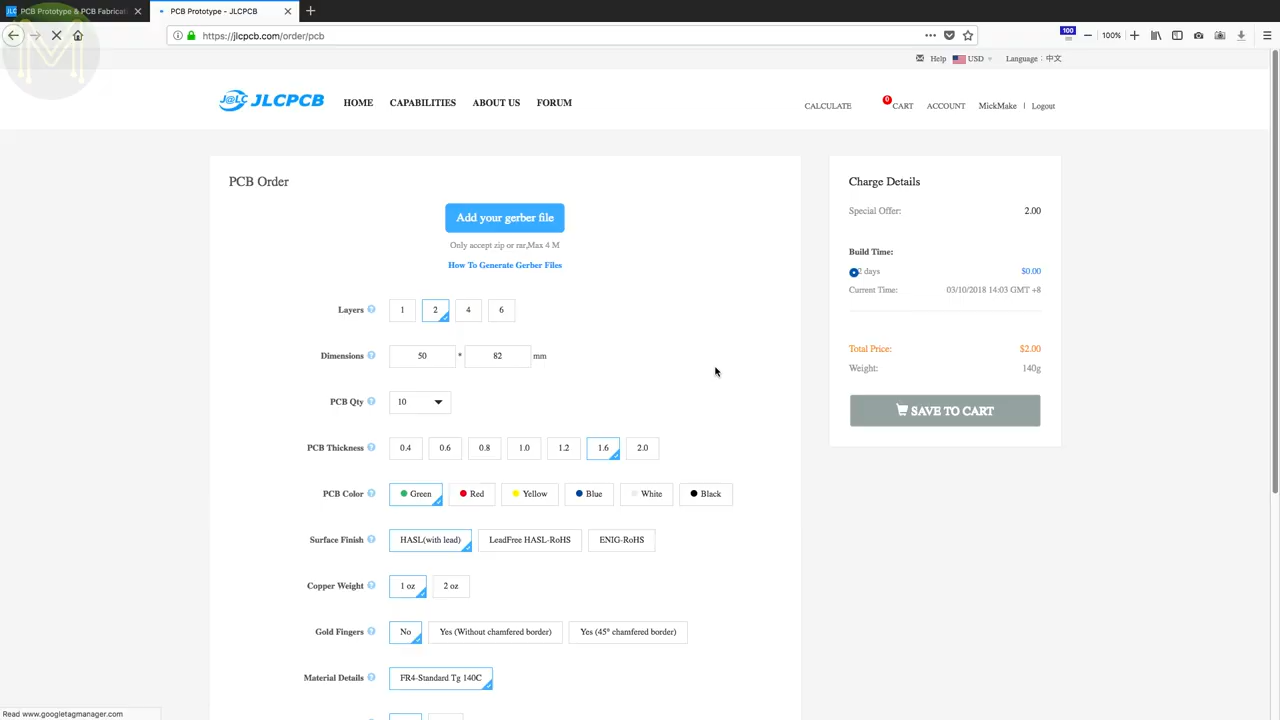 PCB Prototype & PCB Fabricat
PCB Prototype - JLCPCB
https://jlcpcb.com/order/pcb
100
100%
Help
USD
Language : 中文
J@LC JLCPCB
HOME
CAPABILITIES
ABOUT US
FORUM
CALCULATE
0
CART
ACCOUNT
MickMake
Logout
PCB Order
Add your gerber file
Only accept zip or rar,Max 4 M
How To Generate Gerber Files
Layers ? 1 2 4 6
Dimensions ? 50 * 82 mm
PCB Qty ? 10
PCB Thickness ? 0.4 0.6 0.8 1.0 1.2 1.6 2.0
PCB Color ? Green Red Yellow Blue White Black
Surface Finish ? HASL(with lead) LeadFree HASL-RoHS ENIG-RoHS
Copper Weight ? 1 oz 2 oz
Gold Fingers ? No Yes (Without chamfered border) Yes (45° chamfered border)
Material Details ? FR4-Standard Tg 140C
Charge Details
Special Offer: 2.00
Build Time:
2 days $0.00
Current Time: 03/10/2018 14:03 GMT +8
Total Price: $2.00
Weight: 140g
SAVE TO CART
Read www.googletagmanager.com